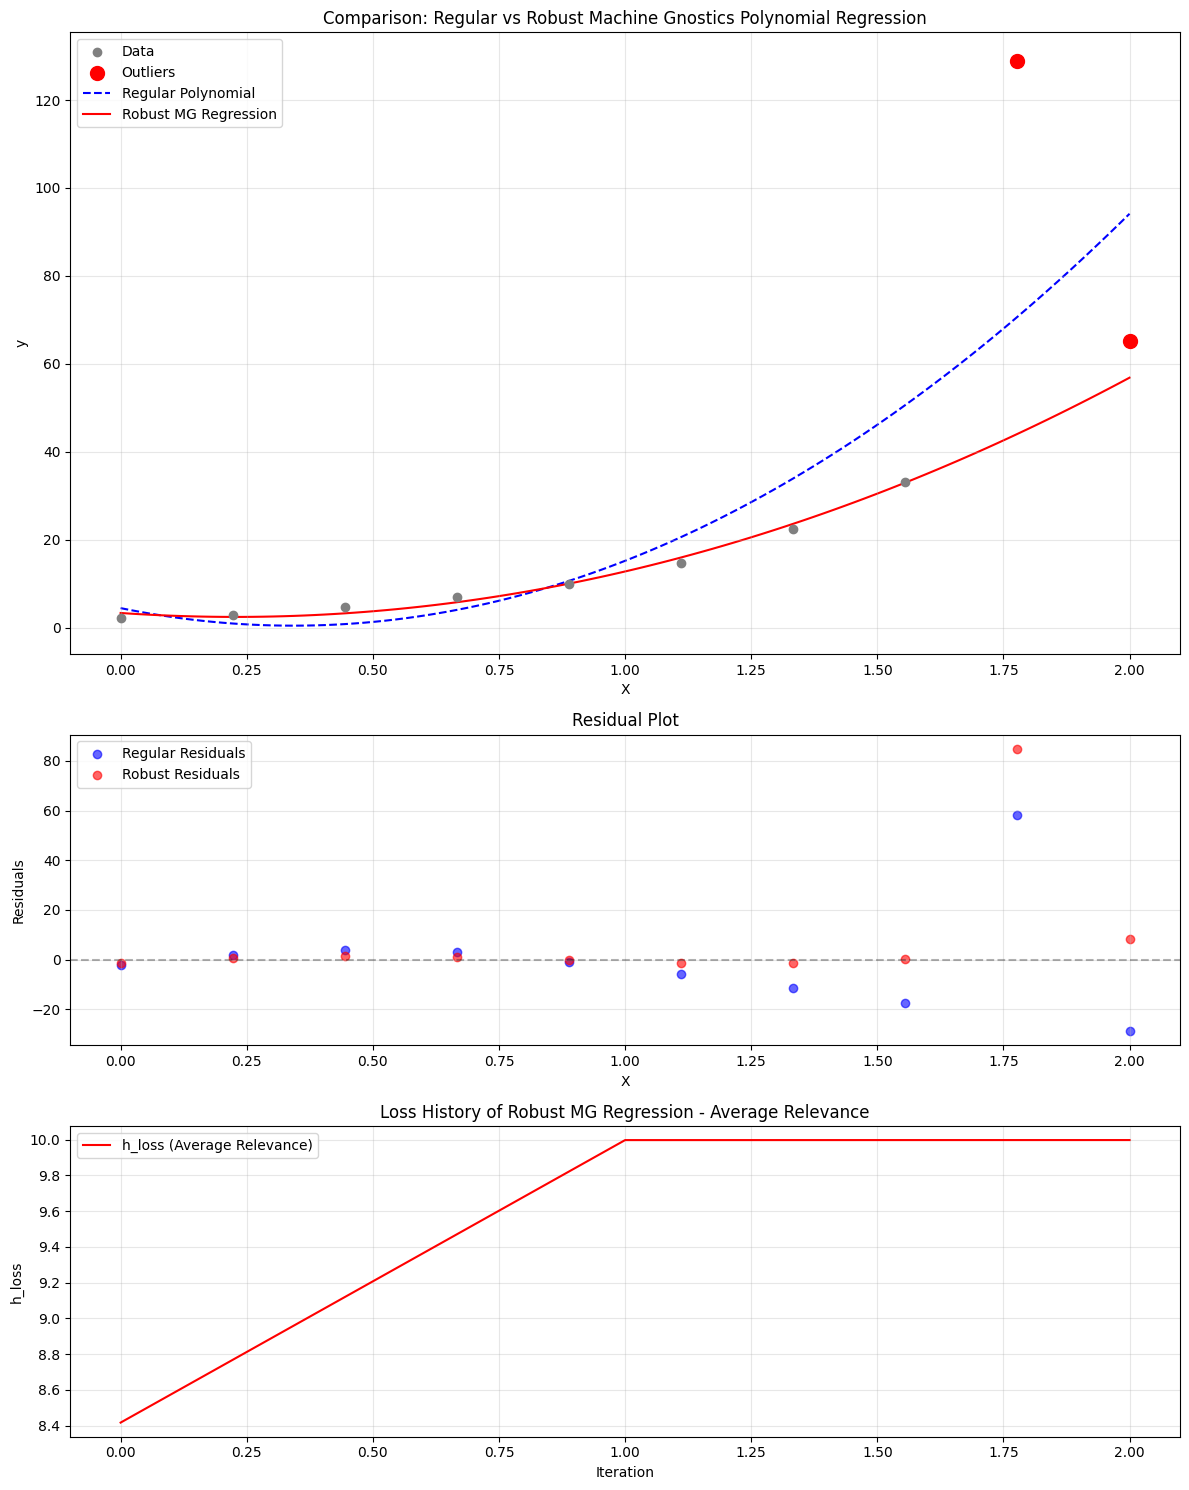 Comparison: Regular vs Robust Machine Gnostics Polynomial Regression
Data
Outliers
Regular Polynomial
Robust MG Regression
120
100
80
60
40
20
0
y
0.00 0.25 0.50 0.75 1.00 1.25 1.50 1.75 2.00
X
Residual Plot
Regular Residuals
Robust Residuals
80
60
40
20
0
−20
Residuals
0.00 0.25 0.50 0.75 1.00 1.25 1.50 1.75 2.00
X
Loss History of Robust MG Regression - Average Relevance
h_loss (Average Relevance)
10.0
9.8
9.6
9.4
9.2
9.0
8.8
8.6
8.4
h_loss
0.00 0.25 0.50 0.75 1.00 1.25 1.50 1.75 2.00
Iteration